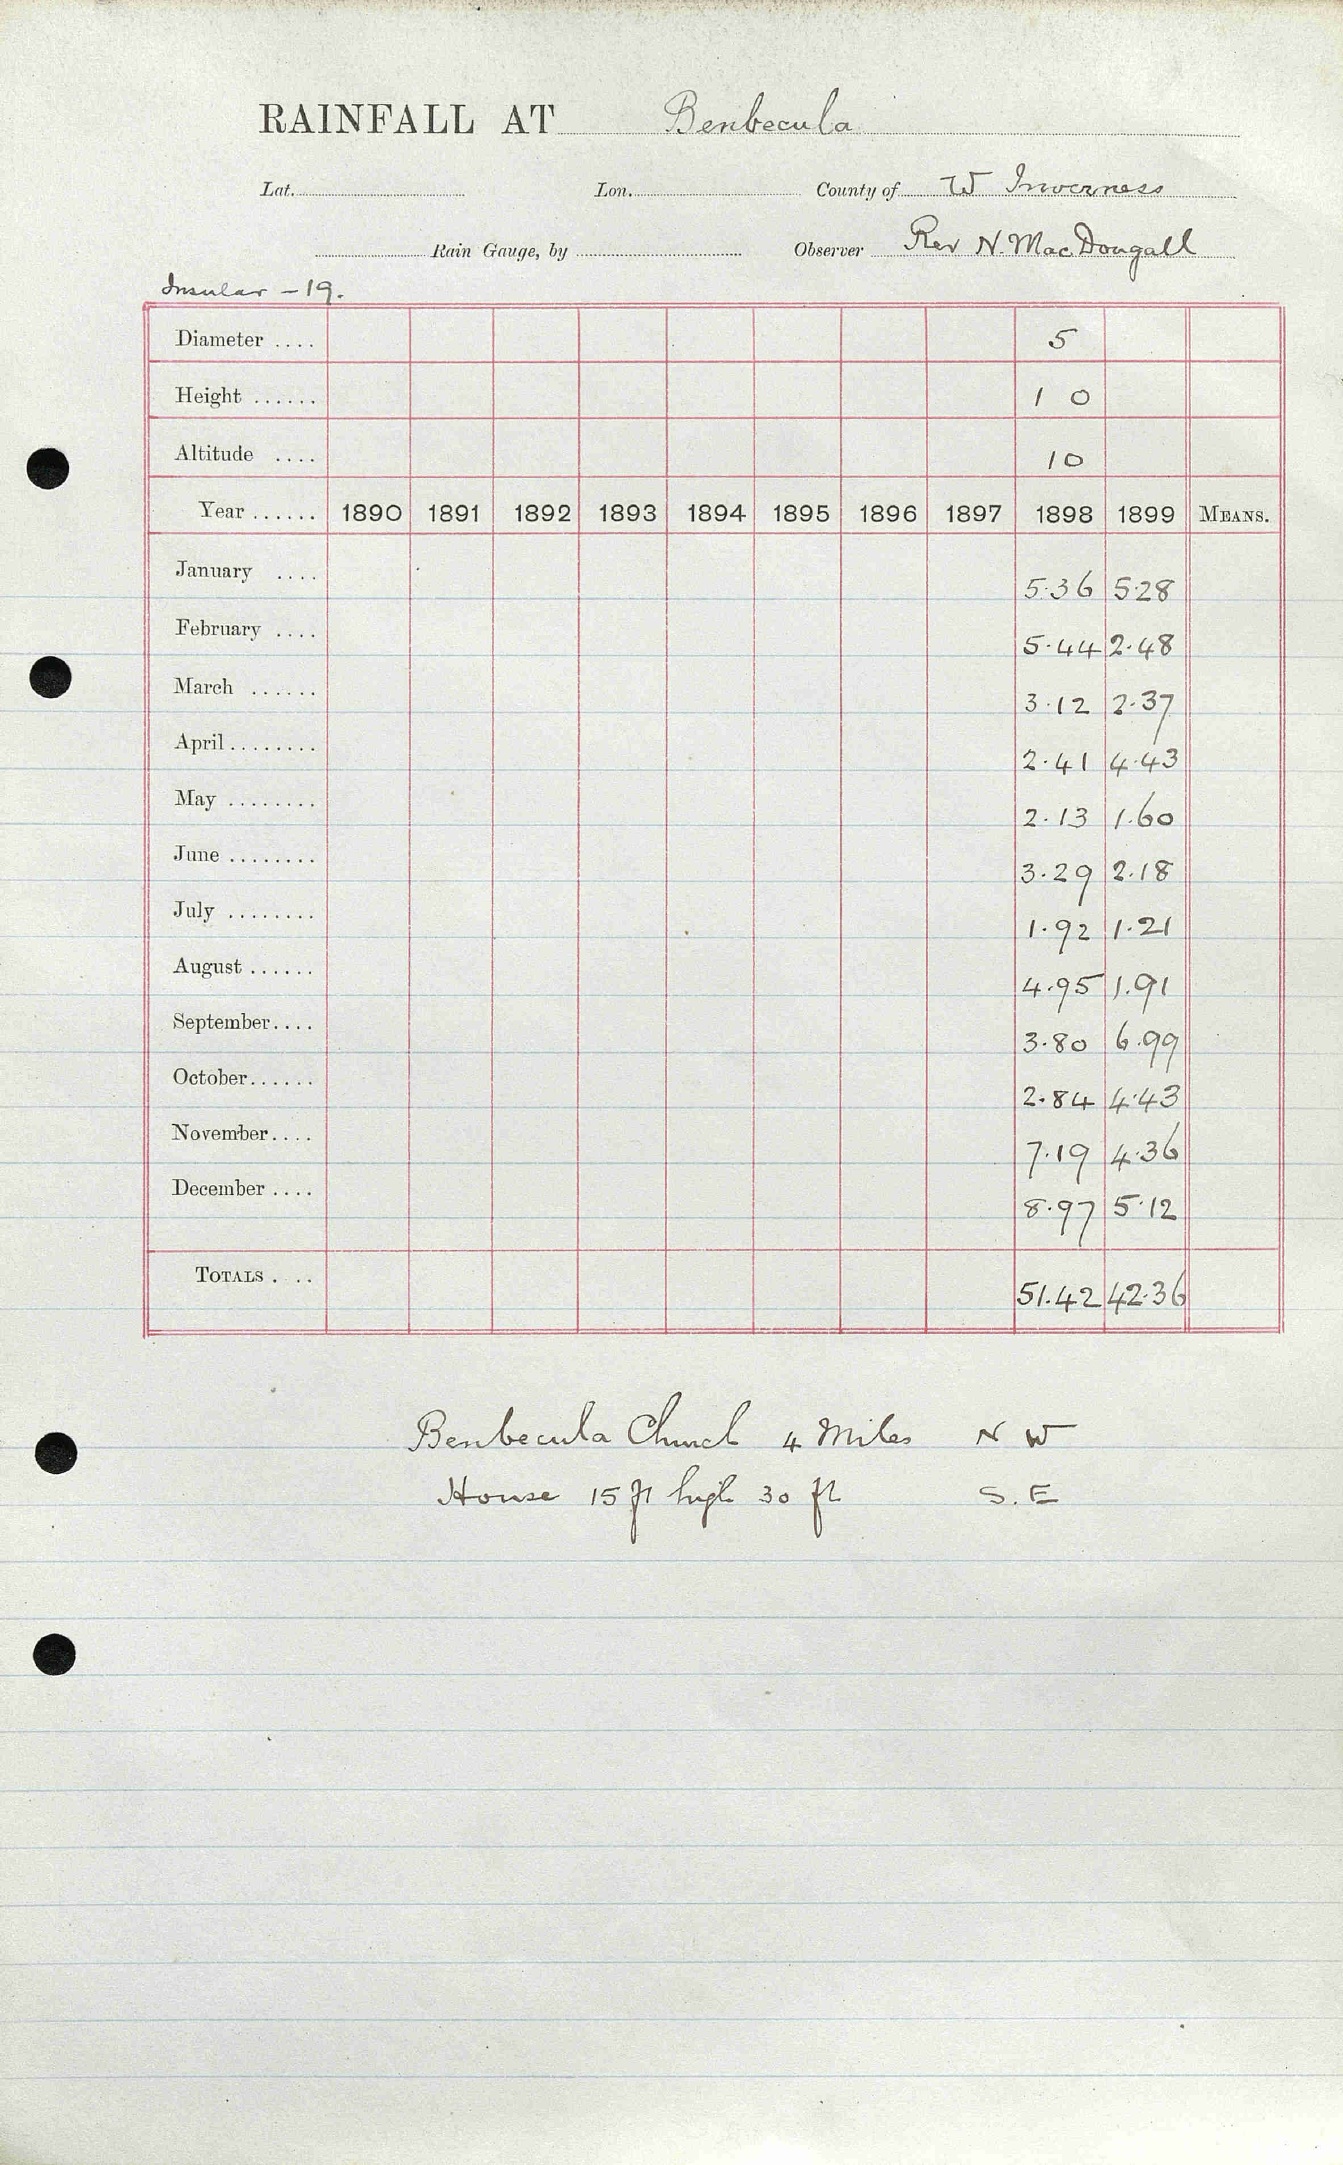 RAINFALL AT Benbecula
Lat. Lon. County of W Inverness
Rain Gauge, by Observer Rev N. MacDougall
Insular - 19.
Diameter .... 5
Height ...... 1 0
Altitude .... 10
Year ...... 1890 1891 1892 1893 1894 1895 1896 1897 1898 1899 MEANS.
January .... 5.36 5.28
February .... 5.44 2.48
March ...... 3.12 2.37
April ........ 2.41 4.43
May ........ 2.13 1.60
June ........ 3.29 2.18
July ........ 1.92 1.21
August ...... 4.95 1.91
September.... 3.80 6.99
October...... 2.84 4.43
November.... 7.19 4.36
December .... 8.97 5.12
TOTALS . .. 51.42 42.36
Benbecula Church 4 Miles N W
House 15 ft high 30 ft S.E